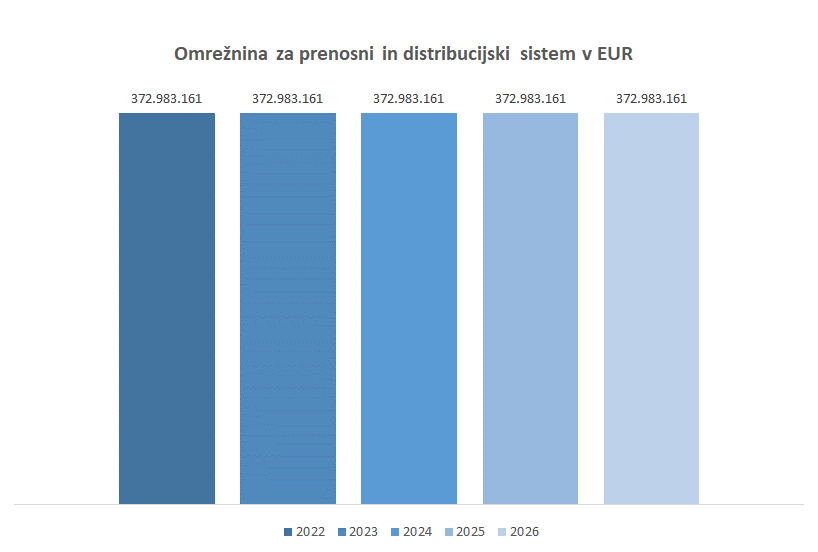 Omrežnina za prenosni in distribucijski sistem v EUR
372.983.161 372.983.161 372.983.161 372.983.161 372.983.161
2022 2023 2024 2025 2026